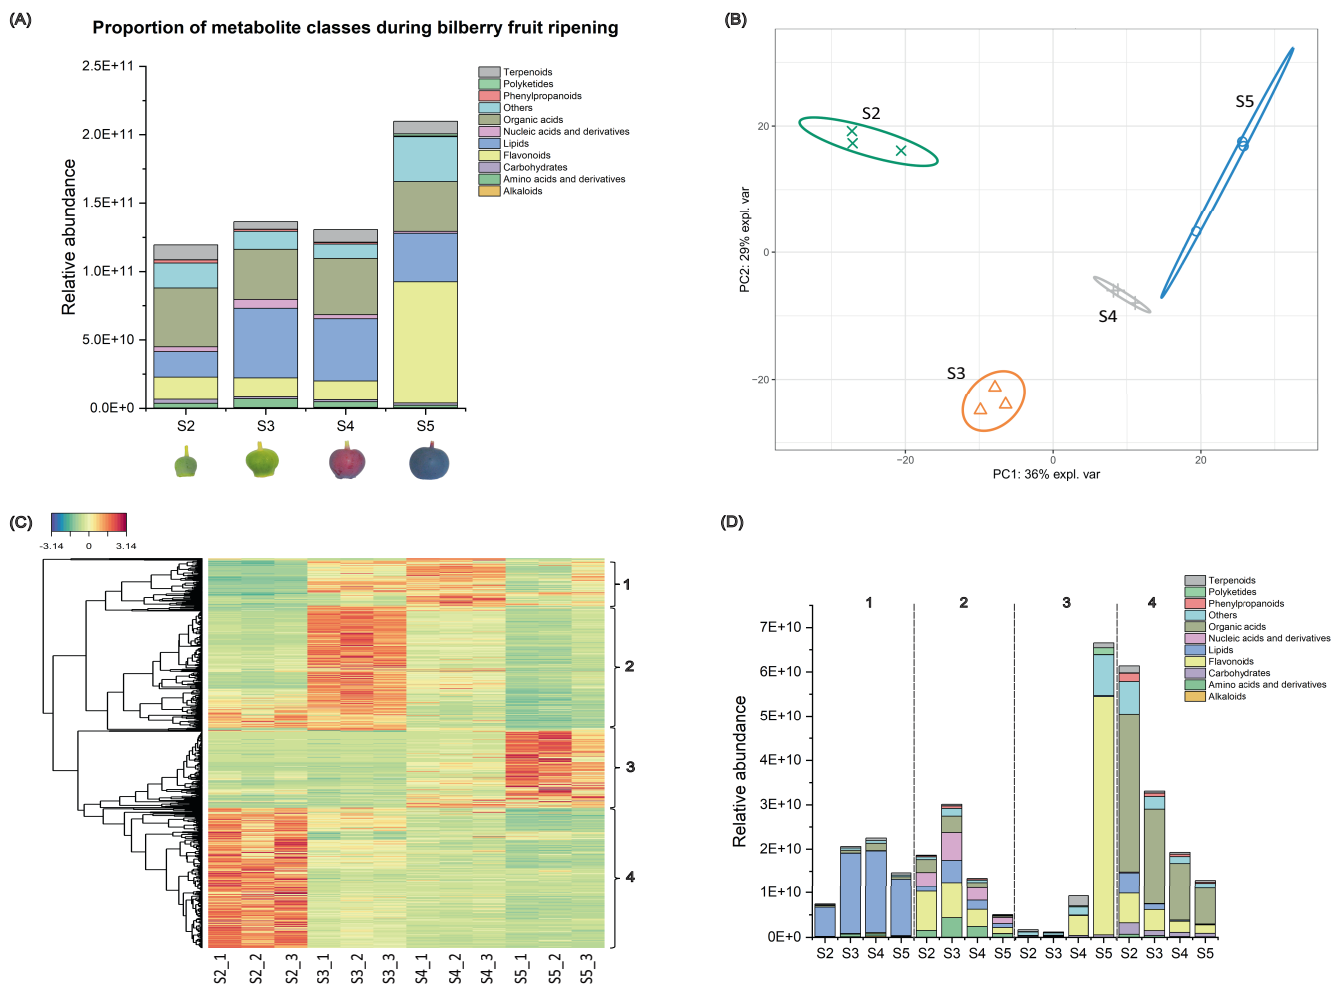 (A)
Proportion of metabolite classes during bilberry fruit ripening
2.5E+11
2.0E+11
1.5E+11
1.0E+11
5.0E+10
0.0E+0
Relative abundance
S2 S3 S4 S5
Terpenoids
Polyketides
Phenylpropanoids
Others
Organic acids
Nucleic acids and derivatives
Lipids
Flavonoids
Carbohydrates
Amino acids and derivatives
Alkaloids
(B)
S2
S5
S4
S3
20
0
−20
PC2: 29% expl. var
−20 0 20
PC1: 36% expl. var
(C)
-3.14 0 3.14
1
2
3
4
S2_1 S2_2 S2_3 S3_1 S3_2 S3_3 S4_1 S4_2 S4_3 S5_1 S5_2 S5_3
(D)
1 2 3 4
7E+10
6E+10
5E+10
4E+10
3E+10
2E+10
1E+10
0E+0
Relative abundance
S2 S3 S4 S5 S2 S3 S4 S5 S2 S3 S4 S5 S2 S3 S4 S5
Terpenoids
Polyketides
Phenylpropanoids
Others
Organic acids
Nucleic acids and derivatives
Lipids
Flavonoids
Carbohydrates
Amino acids and derivatives
Alkaloids